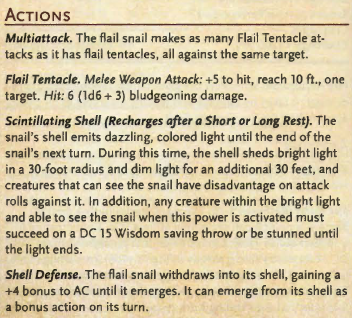 ACTIONS
Multiattack. The flail snail makes as many Flail Tentacle at-
tacks as it has flail tentacles, all against the same target.
Flail Tentacle. Melee Weapon Attack: +5 to hit, reach 10 ft., one
target. Hit: 6 (1d6 + 3) bludgeoning damage.
Scintillating Shell (Recharges after a Short or Long Rest). The
snail's shell emits dazzling, colored light until the end of the
snail's next turn. During this time, the shell sheds bright light
in a 30-foot radius and dim light for an additional 30 feet, and
creatures that can see the snail have disadvantage on attack
rolls against it. In addition, any creature within the bright light
and able to see the snail when this power is activated must
succeed on a DC 15 Wisdom saving throw or be stunned until
the light ends.
Shell Defense. The flail snail withdraws into its shell, gaining a
+4 bonus to AC until it emerges. It can emerge from its shell as
a bonus action on its turn.